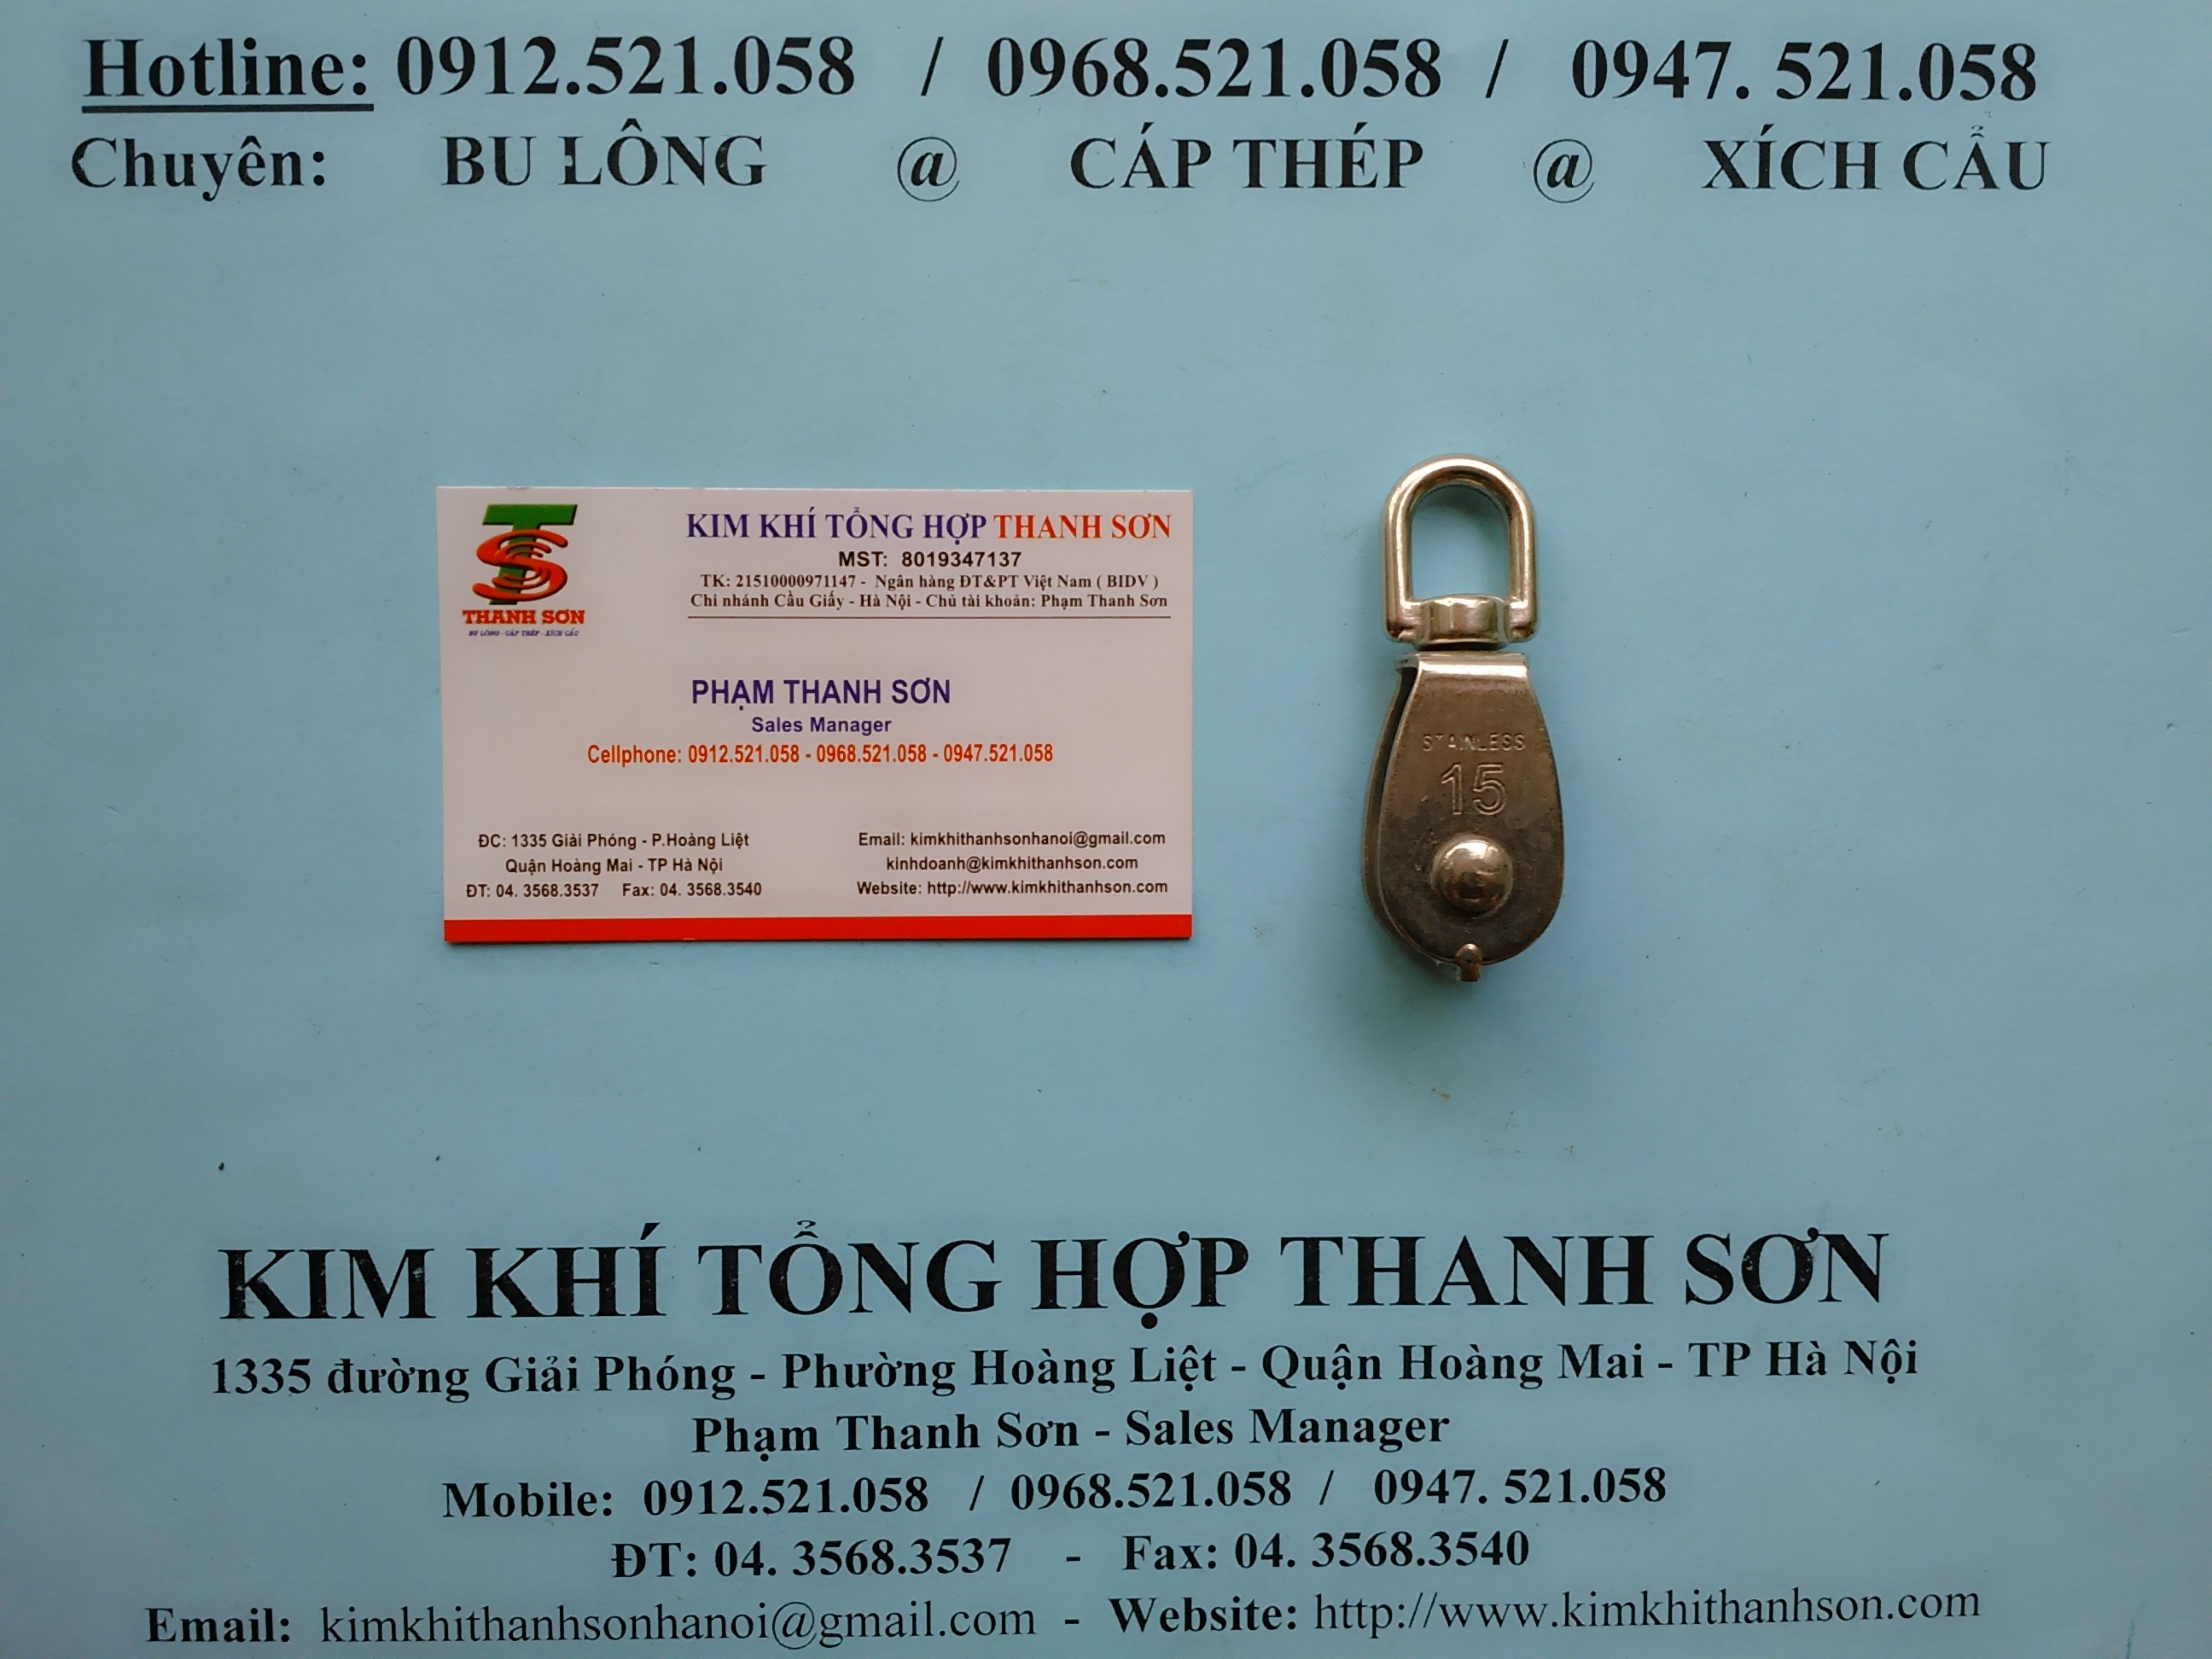 Hotline: 0912.521.058 / 0968.521.058 / 0947. 521.058
Chuyên: BU LÔNG @ CÁP THÉP @ XÍCH CẨU
TS
THANH SƠN
BU LÔNG - CÁP THÉP - XÍCH CẨU
KIM KHÍ TỔNG HỢP THANH SƠN
MST: 8019347137
TK: 21510000971147 - Ngân hàng ĐT&PT Việt Nam ( BIDV )
Chi nhánh Cầu Giấy - Hà Nội - Chủ tài khoản: Phạm Thanh Sơn
PHẠM THANH SƠN
Sales Manager
Cellphone: 0912.521.058 - 0968.521.058 - 0947.521.058
ĐC: 1335 Giải Phóng - P.Hoàng Liệt
Quận Hoàng Mai - TP Hà Nội
ĐT: 04. 3568.3537 Fax: 04. 3568.3540
Email: kimkhithanhsonhanoi@gmail.com
kinhdoanh@kimkhithanhson.com
Website: http://www.kimkhithanhson.com
STAINLESS
15
KIM KHÍ TỔNG HỢP THANH SƠN
1335 đường Giải Phóng - Phường Hoàng Liệt - Quận Hoàng Mai - TP Hà Nội
Phạm Thanh Sơn - Sales Manager
Mobile: 0912.521.058 / 0968.521.058 / 0947. 521.058
ĐT: 04. 3568.3537 - Fax: 04. 3568.3540
Email: kimkhithanhsonhanoi@gmail.com - Website: http://www.kimkhithanhson.com